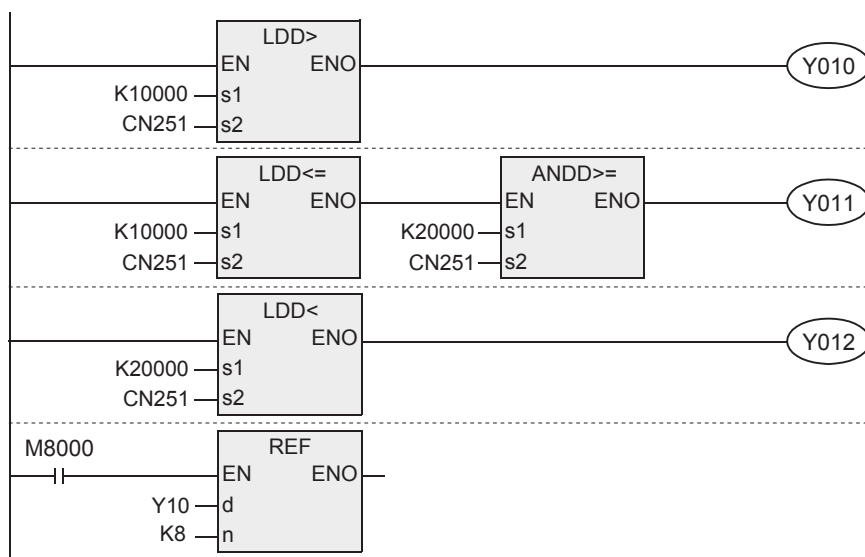 LDD>
EN ENO
Y010
K10000 s1
CN251 s2
LDD<= ANDD>=
EN ENO EN ENO
Y011
K10000 s1 K20000 s1
CN251 s2 CN251 s2
LDD<
EN ENO
Y012
K20000 s1
CN251 s2
M8000 REF
EN ENO
Y10 d
K8 n